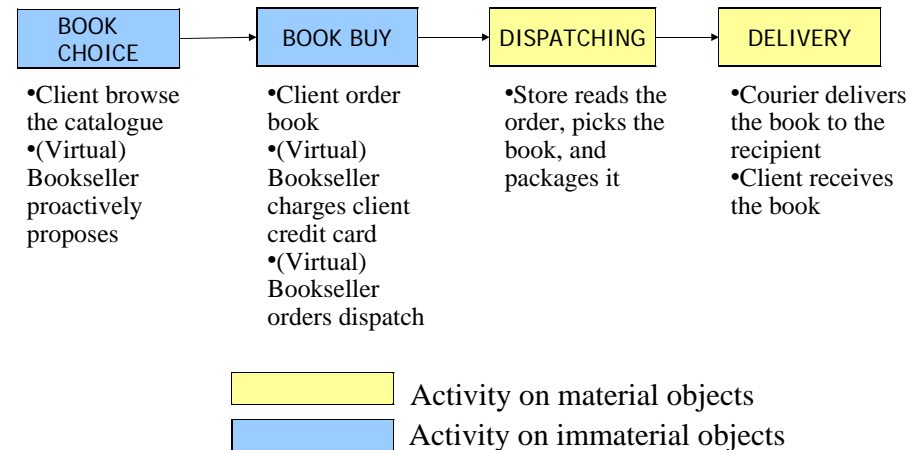 BOOK
CHOICE
BOOK BUY
DISPATCHING
DELIVERY
•Client browse
the catalogue
•(Virtual)
Bookseller
proactively
proposes
•Client order
book
•(Virtual)
Bookseller
charges client
credit card
•(Virtual)
Bookseller
orders dispatch
•Store reads the
order, picks the
book, and
packages it
•Courier delivers
the book to the
recipient
•Client receives
the book
Activity on material objects
Activity on immaterial objects